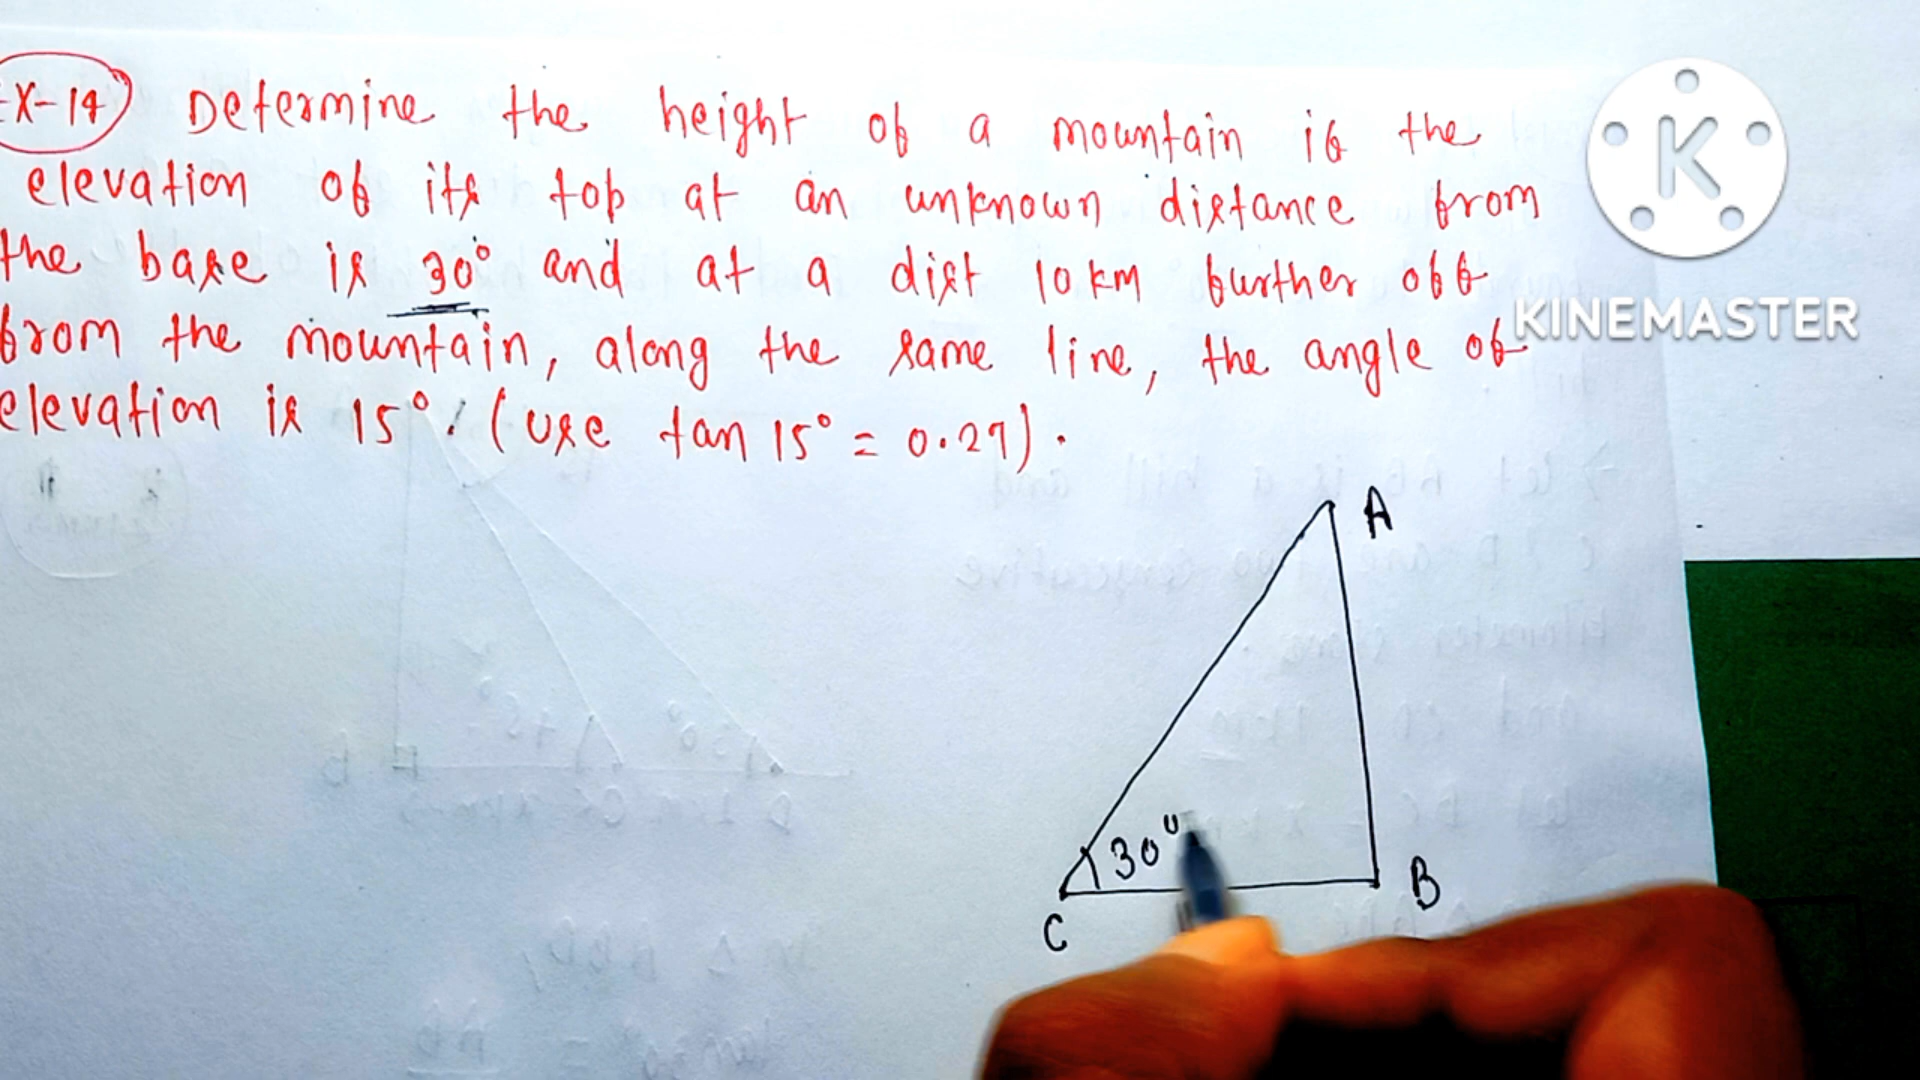 Ex-14 Determine the height of a mountain if the
elevation of its top at an unknown distance from
the base is 30° and at a dist 10 km further off
from the mountain, along the same line, the angle of
elevation is 15°. (use tan 15° = 0.27).
K
KINEMASTER
A
30°
B
C